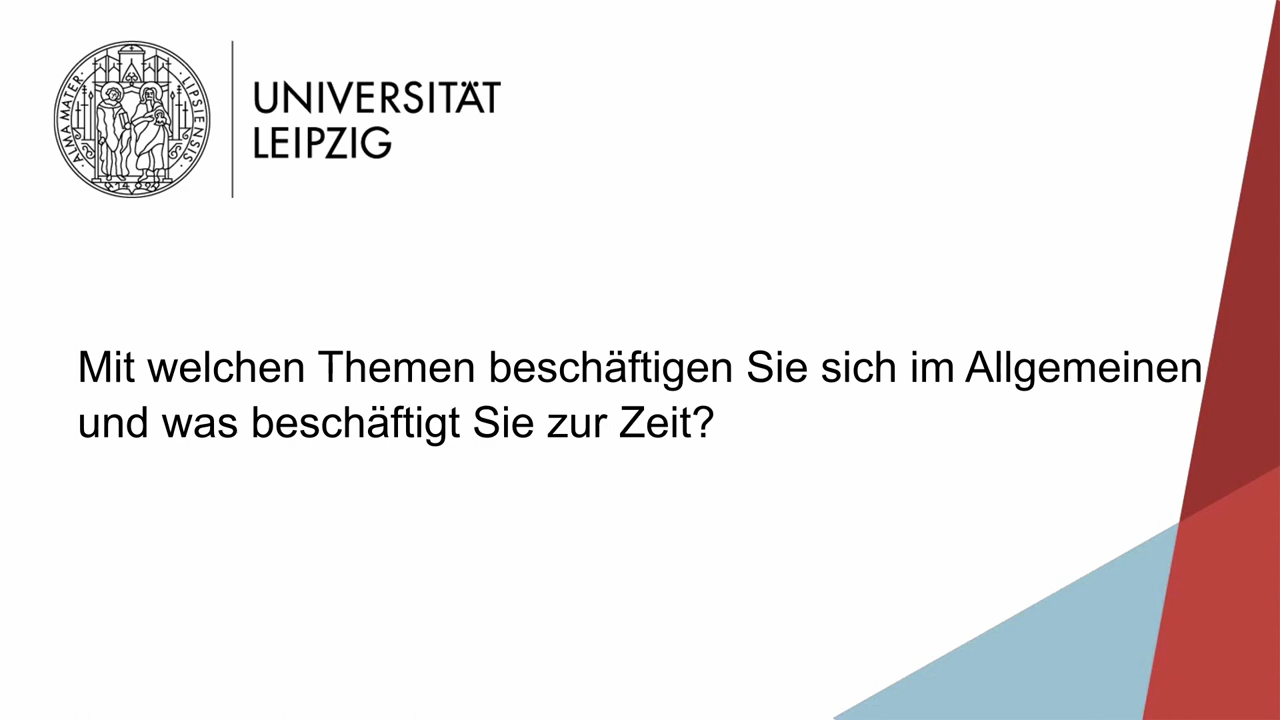 ALMA MATER
LIPSIENSIS
UNIVERSITÄT
LEIPZIG
Mit welchen Themen beschäftigen Sie sich im Allgemeinen
und was beschäftigt Sie zur Zeit?